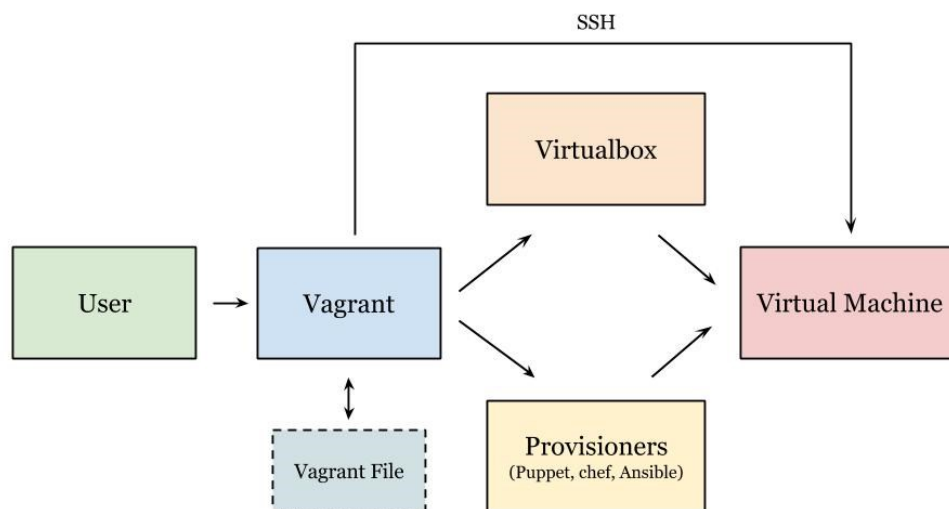 SSH
Virtualbox
User
Vagrant
Virtual Machine
Vagrant File
Provisioners
(Puppet, chef, Ansible)